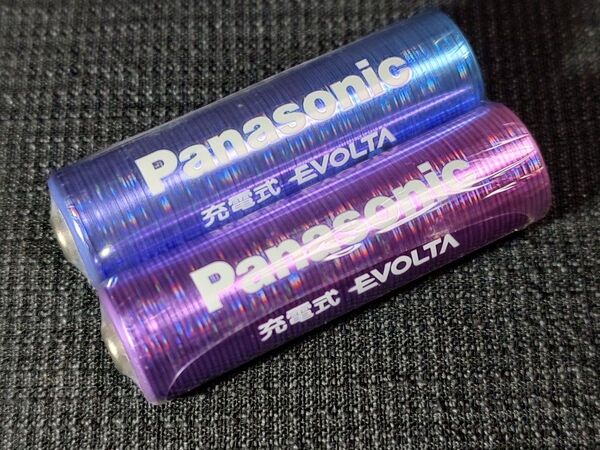 Panasonic
充電式 EVOLTA
Panasonic
充電式 EVOLTA